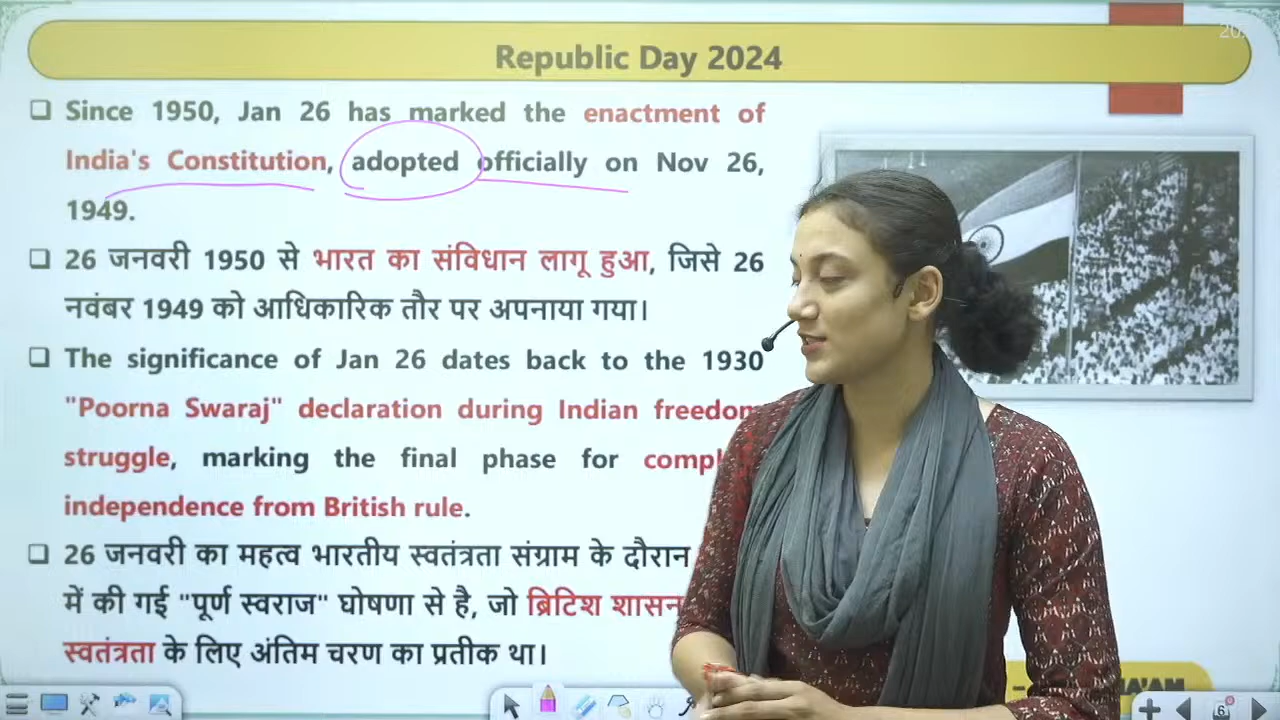 Republic Day 2024
Since 1950, Jan 26 has marked the enactment of
India's Constitution, adopted officially on Nov 26,
1949.
26 जनवरी 1950 से भारत का संविधान लागू हुआ, जिसे 26
नवंबर 1949 को आधिकारिक तौर पर अपनाया गया।
The significance of Jan 26 dates back to the 1930
"Poorna Swaraj" declaration during Indian freedom
struggle, marking the final phase for
independence from British rule.
26 जनवरी का महत्व भारतीय स्वतंत्रता संग्राम के दौरान
में की गई "पूर्ण स्वराज" घोषणा से है, जो ब्रिटिश शासन
स्वतंत्रता के लिए अंतिम चरण का प्रतीक था।
6